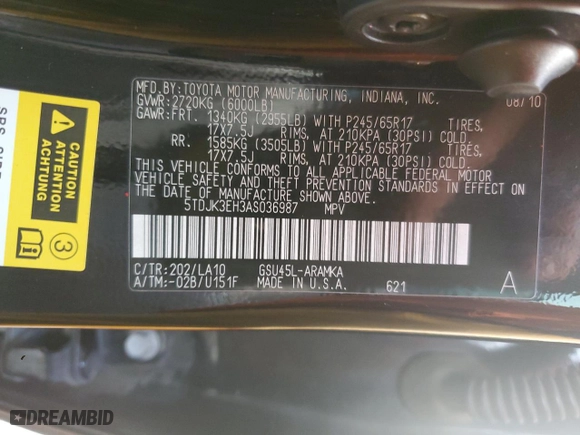 MFD.BY:TOYOTA MOTOR MANUFACTURING, INDIANA, INC. 08/10
GVWR:2720KG (6000LB)
GAWR:FRT. 1340KG (2955LB) WITH P245/65R17 TIRES,
17X7.5J RIMS, AT 210KPA (30PSI) COLD.
RR. 1585KG (3505LB) WITH P245/65R17 TIRES,
17X7.5J RIMS, AT 210KPA (30PSI) COLD.
THIS VEHICLE CONFORMS TO ALL APPLICABLE FEDERAL MOTOR
VEHICLE SAFETY AND THEFT PREVENTION STANDARDS IN EFFECT ON
THE DATE OF MANUFACTURE SHOWN ABOVE.
5TDJK3EH3AS036987 MPV
C/TR:202/LA10 GSU45L-ARAMKA
A/TM:-02B/U151F MADE IN U.S.A. 621 A
CAUTION
ATTENTION
3
DREAMBID